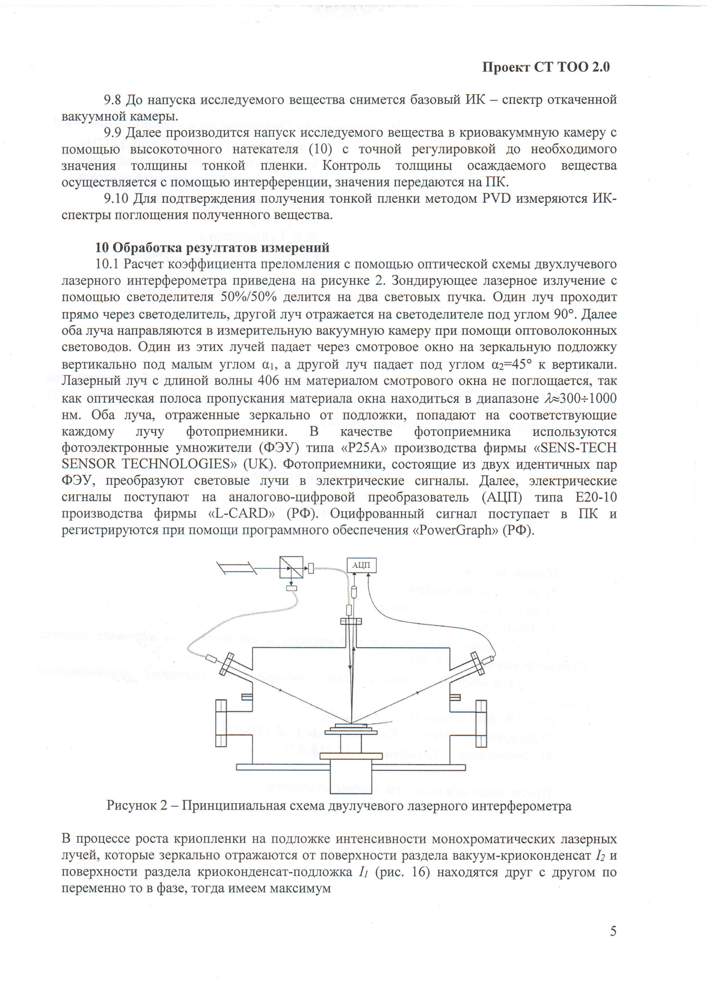 Проект СТ ТОО 2.0
9.8 До напуска исследуемого вещества снимется базовый ИК – спектр откаченной
вакуумной камеры.
9.9 Далее производится напуск исследуемого вещества в криовакуммную камеру с
помощью высокоточного натекателя (10) с точной регулировкой до необходимого
значения толщины тонкой пленки. Контроль толщины осаждаемого вещества
осуществляется с помощью интерференции, значения передаются на ПК.
9.10 Для подтверждения получения тонкой пленки методом PVD измеряются ИК-
спектры поглощения полученного вещества.
10 Обработка резултатов измерений
10.1 Расчет коэффициента преломления с помощью оптической схемы двухлучевого
лазерного интерферометра приведена на рисунке 2. Зондирующее лазерное излучение с
помощью светоделителя 50%/50% делится на два световых пучка. Один луч проходит
прямо через светоделитель, другой луч отражается на светоделителе под углом 90°. Далее
оба луча направляются в измерительную вакуумную камеру при помощи оптоволоконных
световодов. Один из этих лучей падает через смотровое окно на зеркальную подложку
вертикально под малым углом α1, а другой луч падает под углом α2=45° к вертикали.
Лазерный луч с длиной волны 406 нм материалом смотрового окна не поглощается, так
как оптическая полоса пропускания материала окна находиться в диапазоне λ≈300÷1000
нм. Оба луча, отраженные зеркально от подложки, попадают на соответствующие
каждому лучу фотоприемники. В качестве фотоприемника используются
фотоэлектронные умножители (ФЭУ) типа «P25A» производства фирмы «SENS-TECH
SENSOR TECHNOLOGIES» (UK). Фотоприемники, состоящие из двух идентичных пар
ФЭУ, преобразуют световые лучи в электрические сигналы. Далее, электрические
сигналы поступают на аналогово-цифровой преобразователь (АЦП) типа E20-10
производства фирмы «L-CARD» (РФ). Оцифрованный сигнал поступает в ПК и
регистрируются при помощи программного обеспечения «PowerGraph» (РФ).
АЦП
Рисунок 2 – Принципиальная схема двулучевого лазерного интерферометра
В процессе роста криопленки на подложке интенсивности монохроматических лазерных
лучей, которые зеркально отражаются от поверхности раздела вакуум-криоконденсат I2 и
поверхности раздела криоконденсат-подложка I1 (рис. 16) находятся друг с другом по
переменно то в фазе, тогда имеем максимум
5